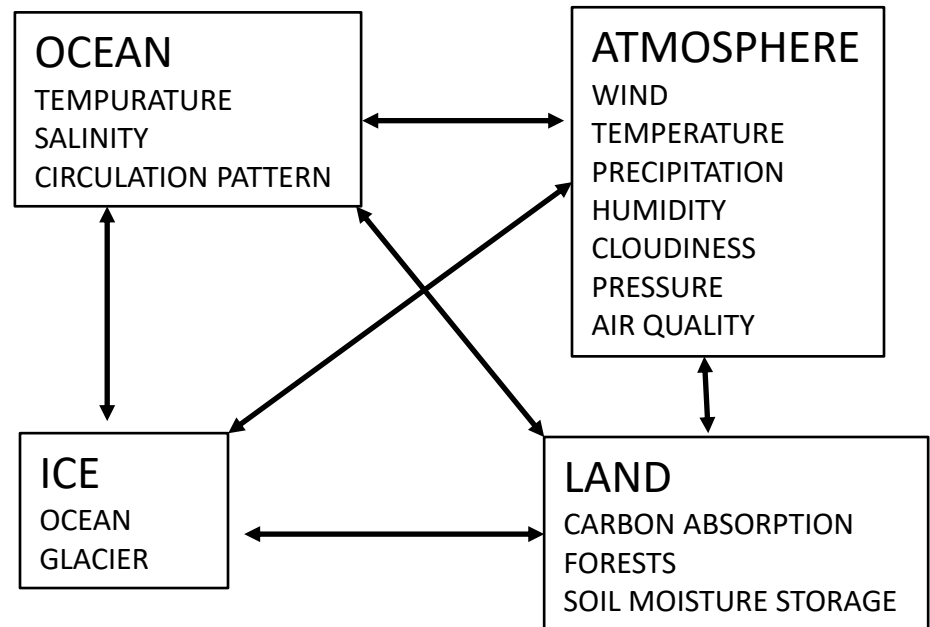 OCEAN
TEMPURATURE
SALINITY
CIRCULATION PATTERN
ATMOSPHERE
WIND
TEMPERATURE
PRECIPITATION
HUMIDITY
CLOUDINESS
PRESSURE
AIR QUALITY
ICE
OCEAN
GLACIER
LAND
CARBON ABSORPTION
FORESTS
SOIL MOISTURE STORAGE